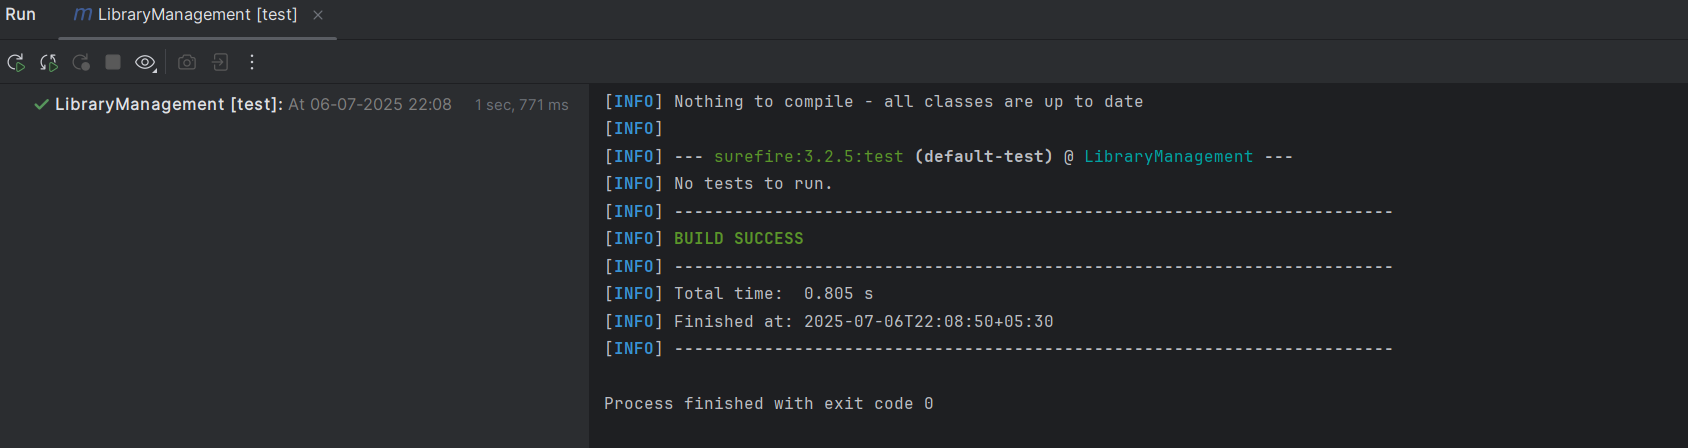 Run LibraryManagement [test]
LibraryManagement [test]: At 06-07-2025 22:08 1 sec, 771 ms
[INFO] Nothing to compile - all classes are up to date
[INFO]
[INFO] --- surefire:3.2.5:test (default-test) @ LibraryManagement ---
[INFO] No tests to run.
[INFO] ------------------------------------------------------------------------
[INFO] BUILD SUCCESS
[INFO] ------------------------------------------------------------------------
[INFO] Total time:  0.805 s
[INFO] Finished at: 2025-07-06T22:08:50+05:30
[INFO] ------------------------------------------------------------------------
Process finished with exit code 0